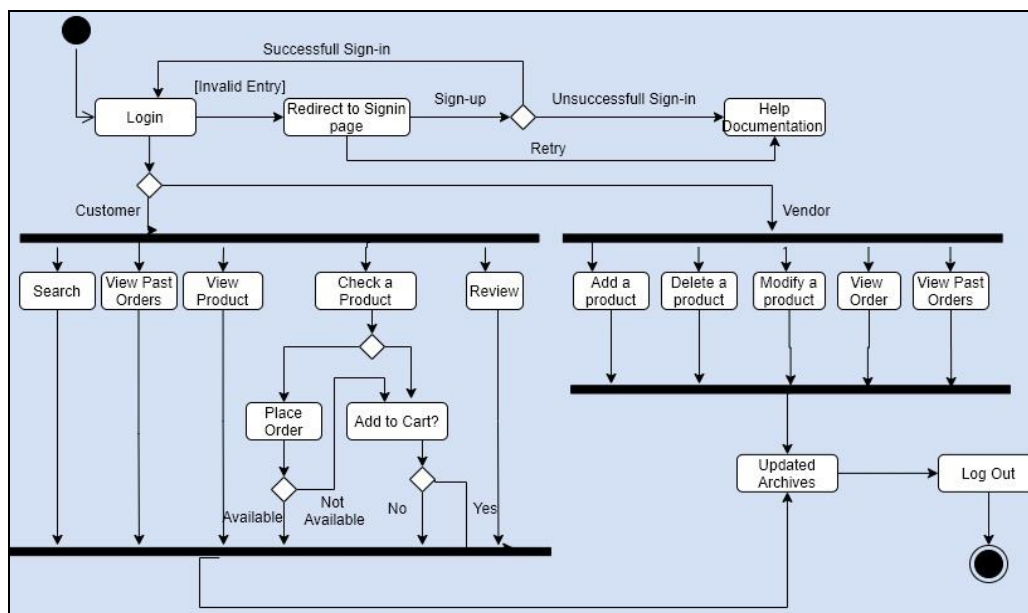 Successfull Sign-in
[Invalid Entry]
Login
Redirect to Signin
page
Sign-up
Unsuccessfull Sign-in
Help
Documentation
Retry
Customer
Vendor
Search
View Past
Orders
View
Product
Check a
Product
Review
Add a
product
Delete a
product
Modify a
product
View
Order
View Past
Orders
Place
Order
Add to Cart?
Available
Not
Available
No
Yes
Updated
Archives
Log Out